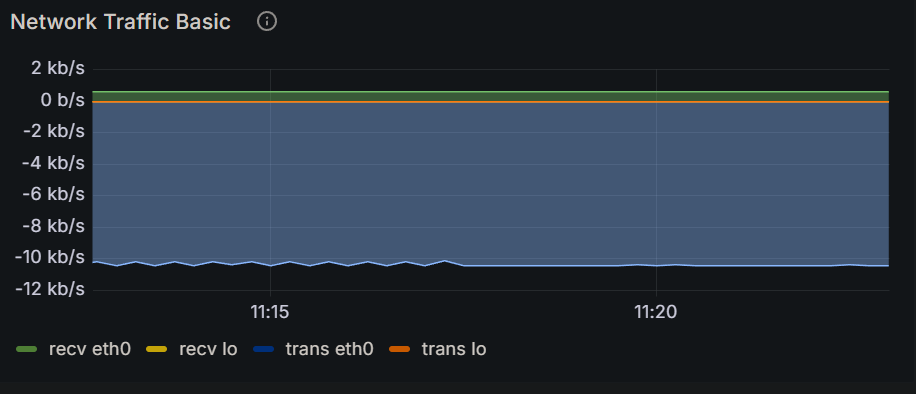 Network Traffic Basic
2 kb/s
0 b/s
-2 kb/s
-4 kb/s
-6 kb/s
-8 kb/s
-10 kb/s
-12 kb/s
11:15 11:20
recv eth0 recv lo trans eth0 trans lo